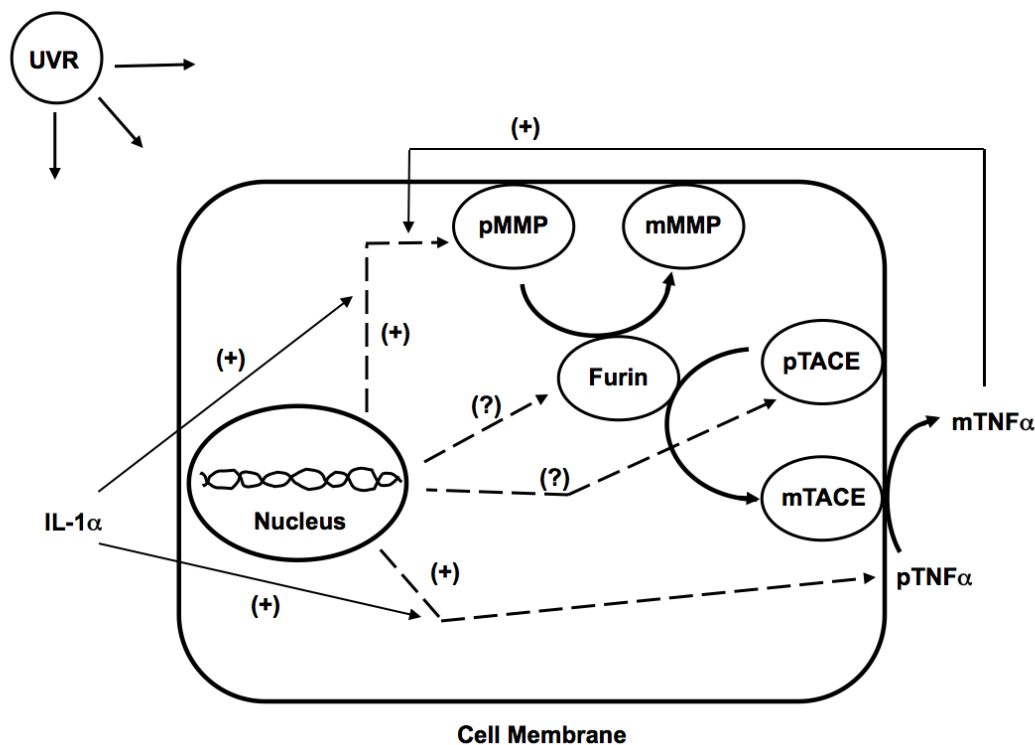 UVR
(+)
pMMP
mMMP
(+)
(+)
Furin
pTACE
(?)
mTNFα
(?)
mTACE
IL-1α
Nucleus
(+)
pTNFα
(+)
Cell Membrane